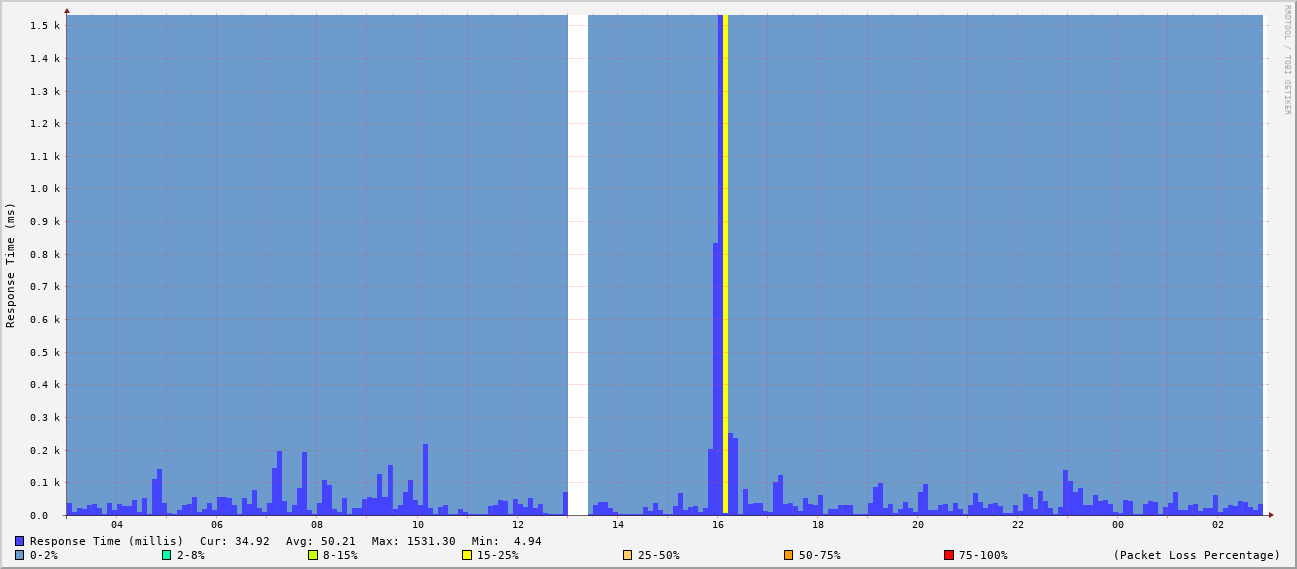 RRDTOOL / TOBI OETIKER
Response Time (ms)
1.5 k
1.4 k
1.3 k
1.2 k
1.1 k
1.0 k
0.9 k
0.8 k
0.7 k
0.6 k
0.5 k
0.4 k
0.3 k
0.2 k
0.1 k
0.0
04 06 08 10 12 14 16 18 20 22 00 02
Response Time (millis) Cur: 34.92 Avg: 50.21 Max: 1531.30 Min: 4.94
0-2% 2-8% 8-15% 15-25% 25-50% 50-75% 75-100% (Packet Loss Percentage)